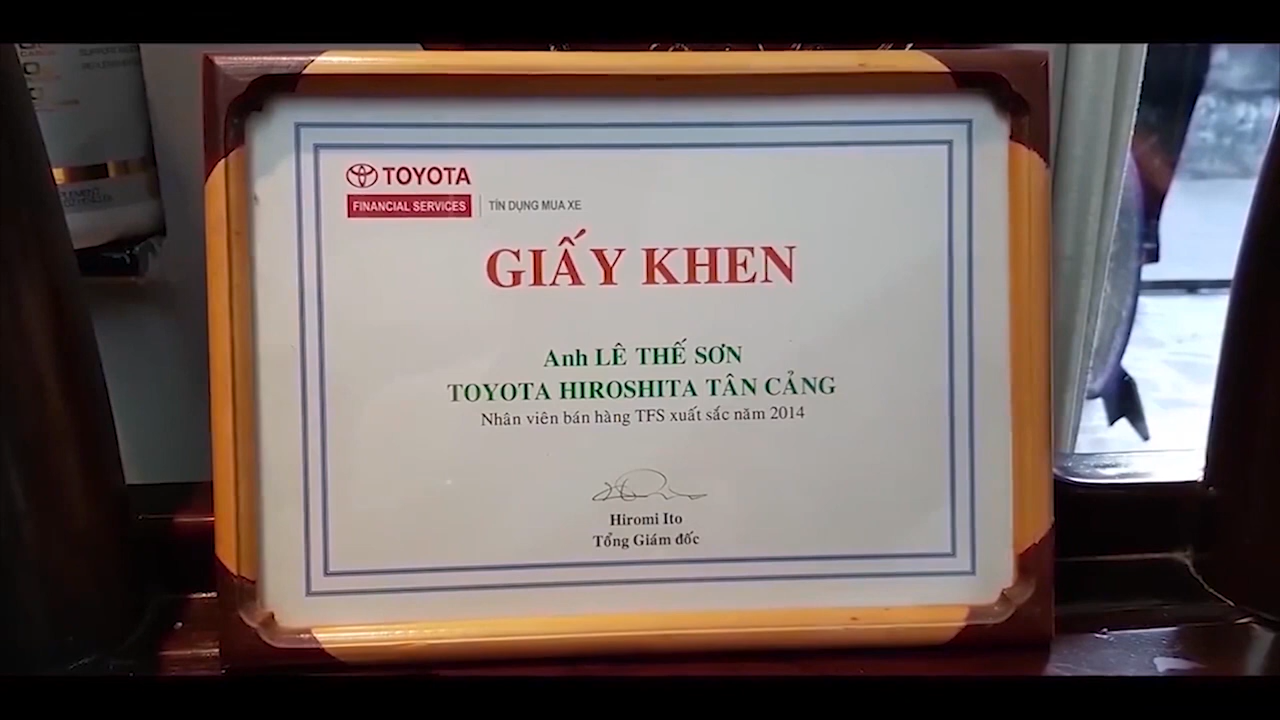 TOYOTA
FINANCIAL SERVICES
TÍN DỤNG MUA XE
GIẤY KHEN
Anh LÊ THẾ SƠN
TOYOTA HIROSHITA TÂN CẢNG
Nhân viên bán hàng TFS xuất sắc năm 2014
Hiromi Ito
Tổng Giám đốc